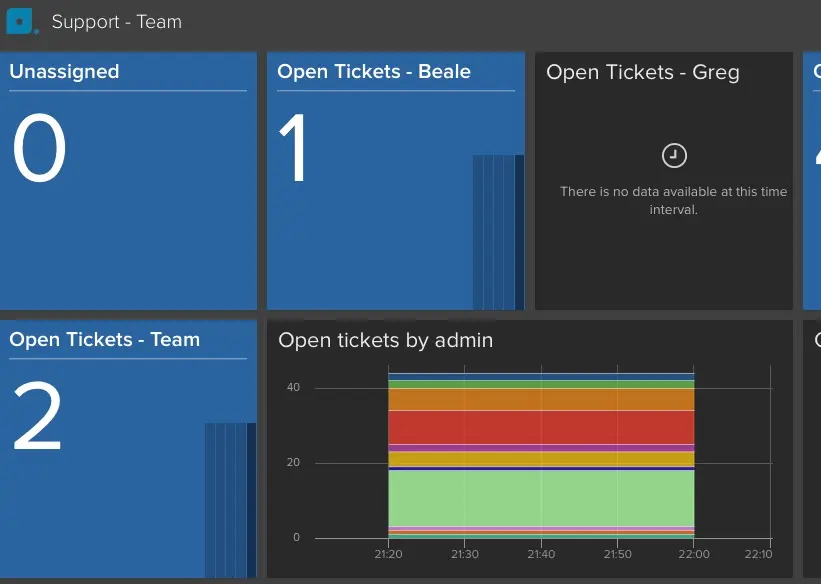 Support - Team
Unassigned
0
Open Tickets - Beale
1
Open Tickets - Greg
There is no data available at this time
interval.
Open Tickets - Team
2
Open tickets by admin
40
20
0
21:20 21:30 21:40 21:50 22:00 22:10